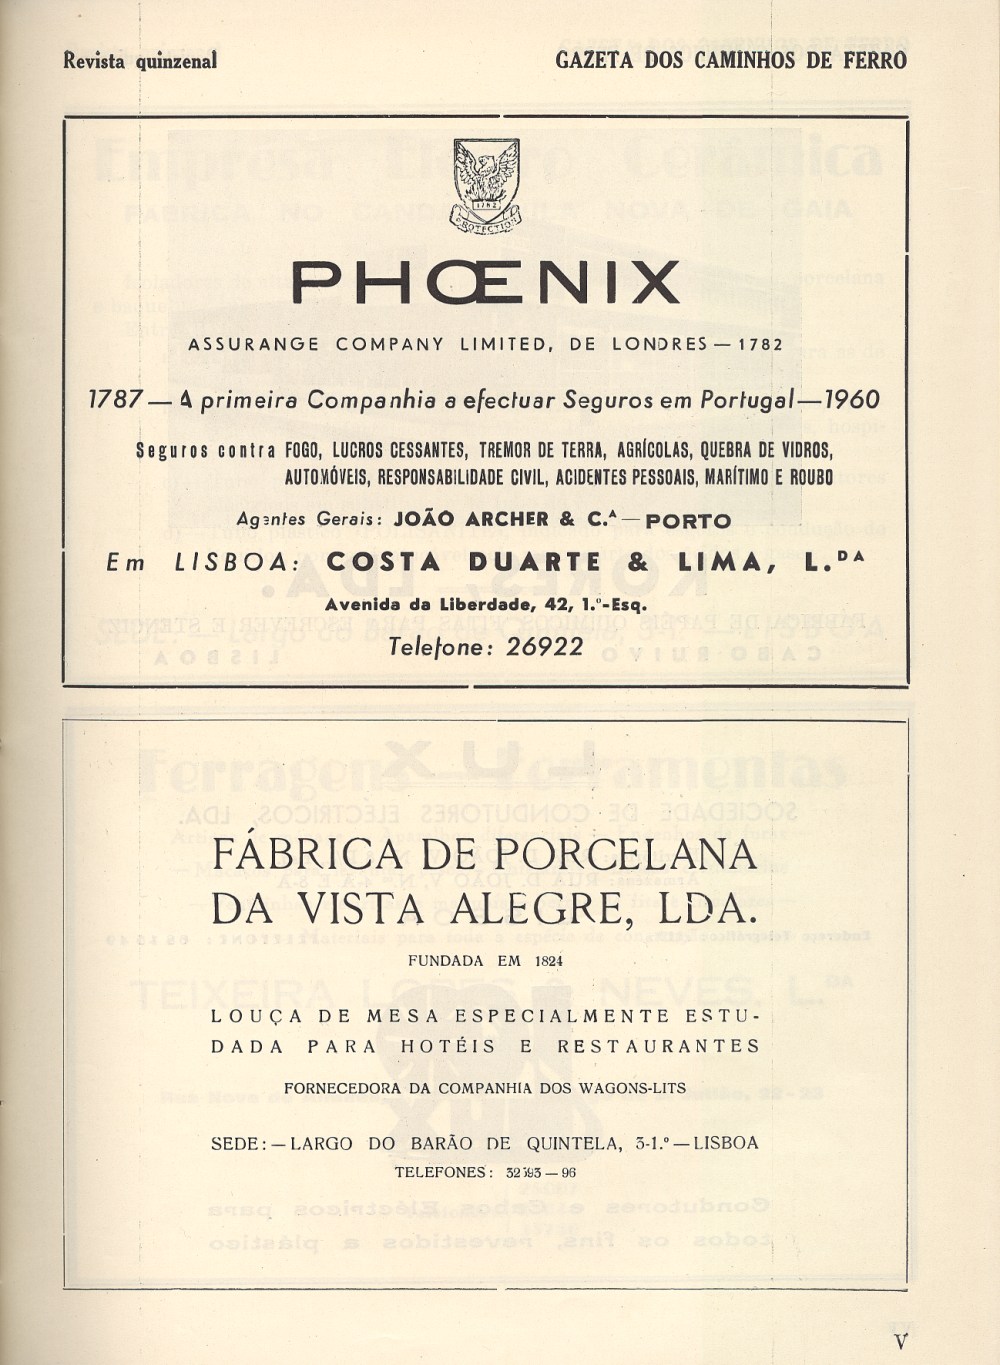 Revista quinzenal
GAZETA DOS CAMINHOS DE FERRO
1782
PROTECTION
PHŒNIX
ASSURANGE COMPANY LIMITED, DE LONDRES — 1782
1787 — A primeira Companhia a efectuar Seguros em Portugal — 1960
Seguros contra FOGO, LUCROS CESSANTES, TREMOR DE TERRA, AGRÍCOLAS, QUEBRA DE VIDROS,
AUTOMÓVEIS, RESPONSABILIDADE CIVIL, ACIDENTES PESSOAIS, MARÍTIMO E ROUBO
Agentes Gerais: JOÃO ARCHER & C.ᴬ — PORTO
Em LISBOA: COSTA DUARTE & LIMA, L.ᴰᴬ
Avenida da Liberdade, 42, 1.º-Esq.
Telefone: 26922
FÁBRICA DE PORCELANA
DA VISTA ALEGRE, LDA.
FUNDADA EM 1824
LOUÇA DE MESA ESPECIALMENTE ESTU-
DADA PARA HOTÉIS E RESTAURANTES
FORNECEDORA DA COMPANHIA DOS WAGONS-LITS
SEDE: — LARGO DO BARÃO DE QUINTELA, 3-1.º — LISBOA
TELEFONES: — 96
V